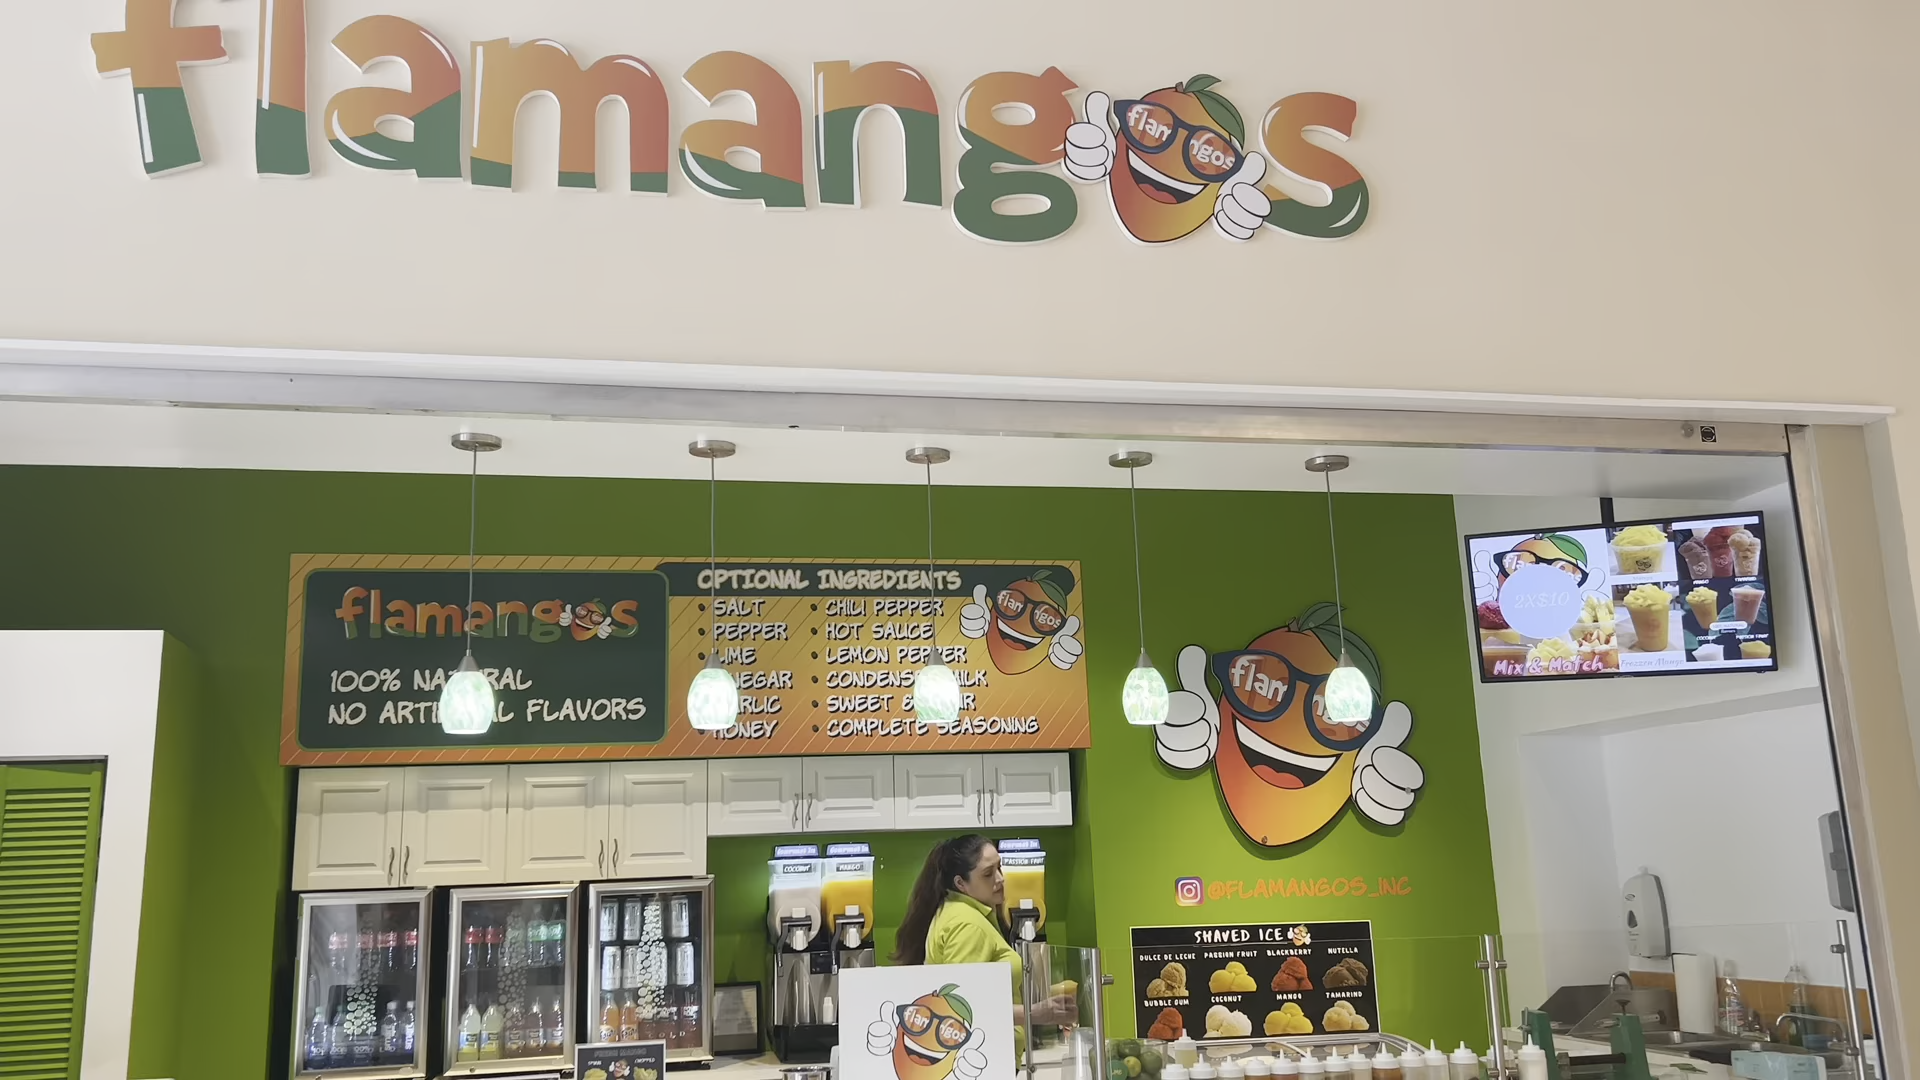 flamangos
flamangos
100% NATURAL
NO ARTIFICIAL FLAVORS
OPTIONAL INGREDIENTS
• SALT
• PEPPER
LIME
VINEGAR
GARLIC
HONEY
• CHILI PEPPER
• HOT SAUCE
• LEMON PEPPER
• CONDENSED MILK
• SWEET & SOUR
• COMPLETE SEASONING
flamangos
flamangos
2X$10
Mix & Match
Frozzen Mango
@FLAMANGOS_INC
COCONUT
MANGO
PASSION FRUIT
SHAVED ICE
DULCE DE LECHE PASSION FRUIT BLACKBERRY NUTELLA
BUBBLE GUM COCONUT MANGO TAMARIND